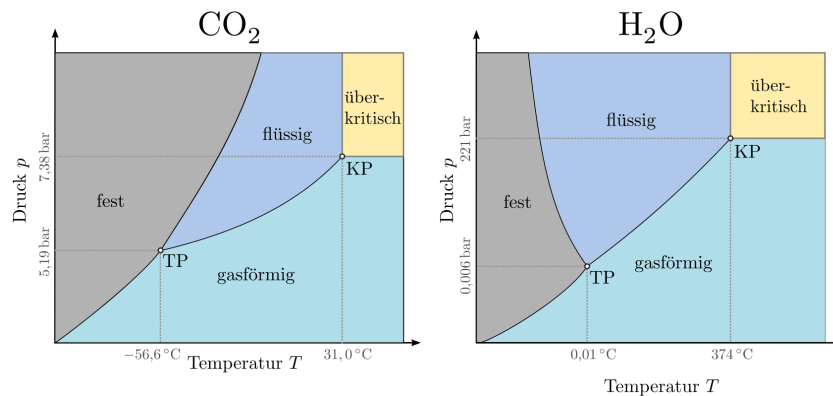 CO₂
Druck p
7,38 bar
5,19 bar
fest
flüssig
über-
kritisch
KP
TP
gasförmig
−56,6 °C
31,0 °C
Temperatur T
H₂O
Druck p
221 bar
0,006 bar
fest
flüssig
über-
kritisch
KP
TP
gasförmig
0,01 °C
374 °C
Temperatur T